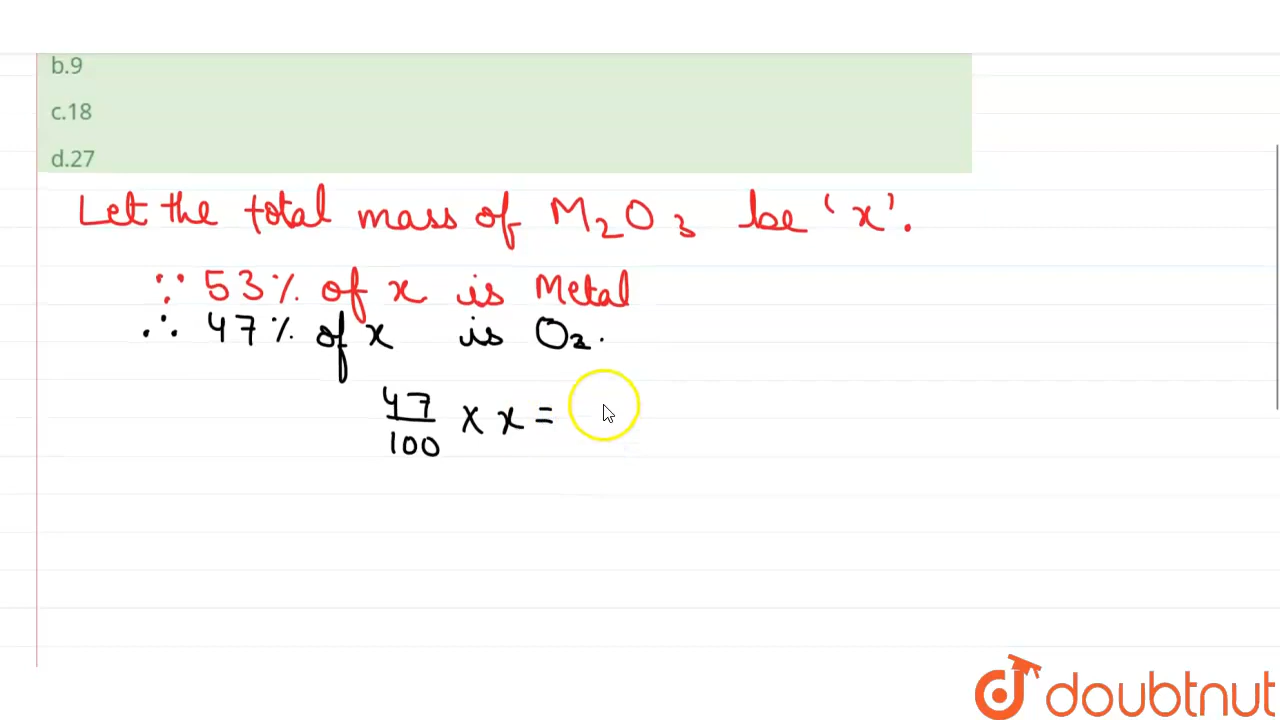 b.9
c.18
d.27
Let the total mass of M₂O₃ be 'x'.
∵ 53% of x is Metal
∴ 47% of x is O₂.
47/100 × x =
doubtnut